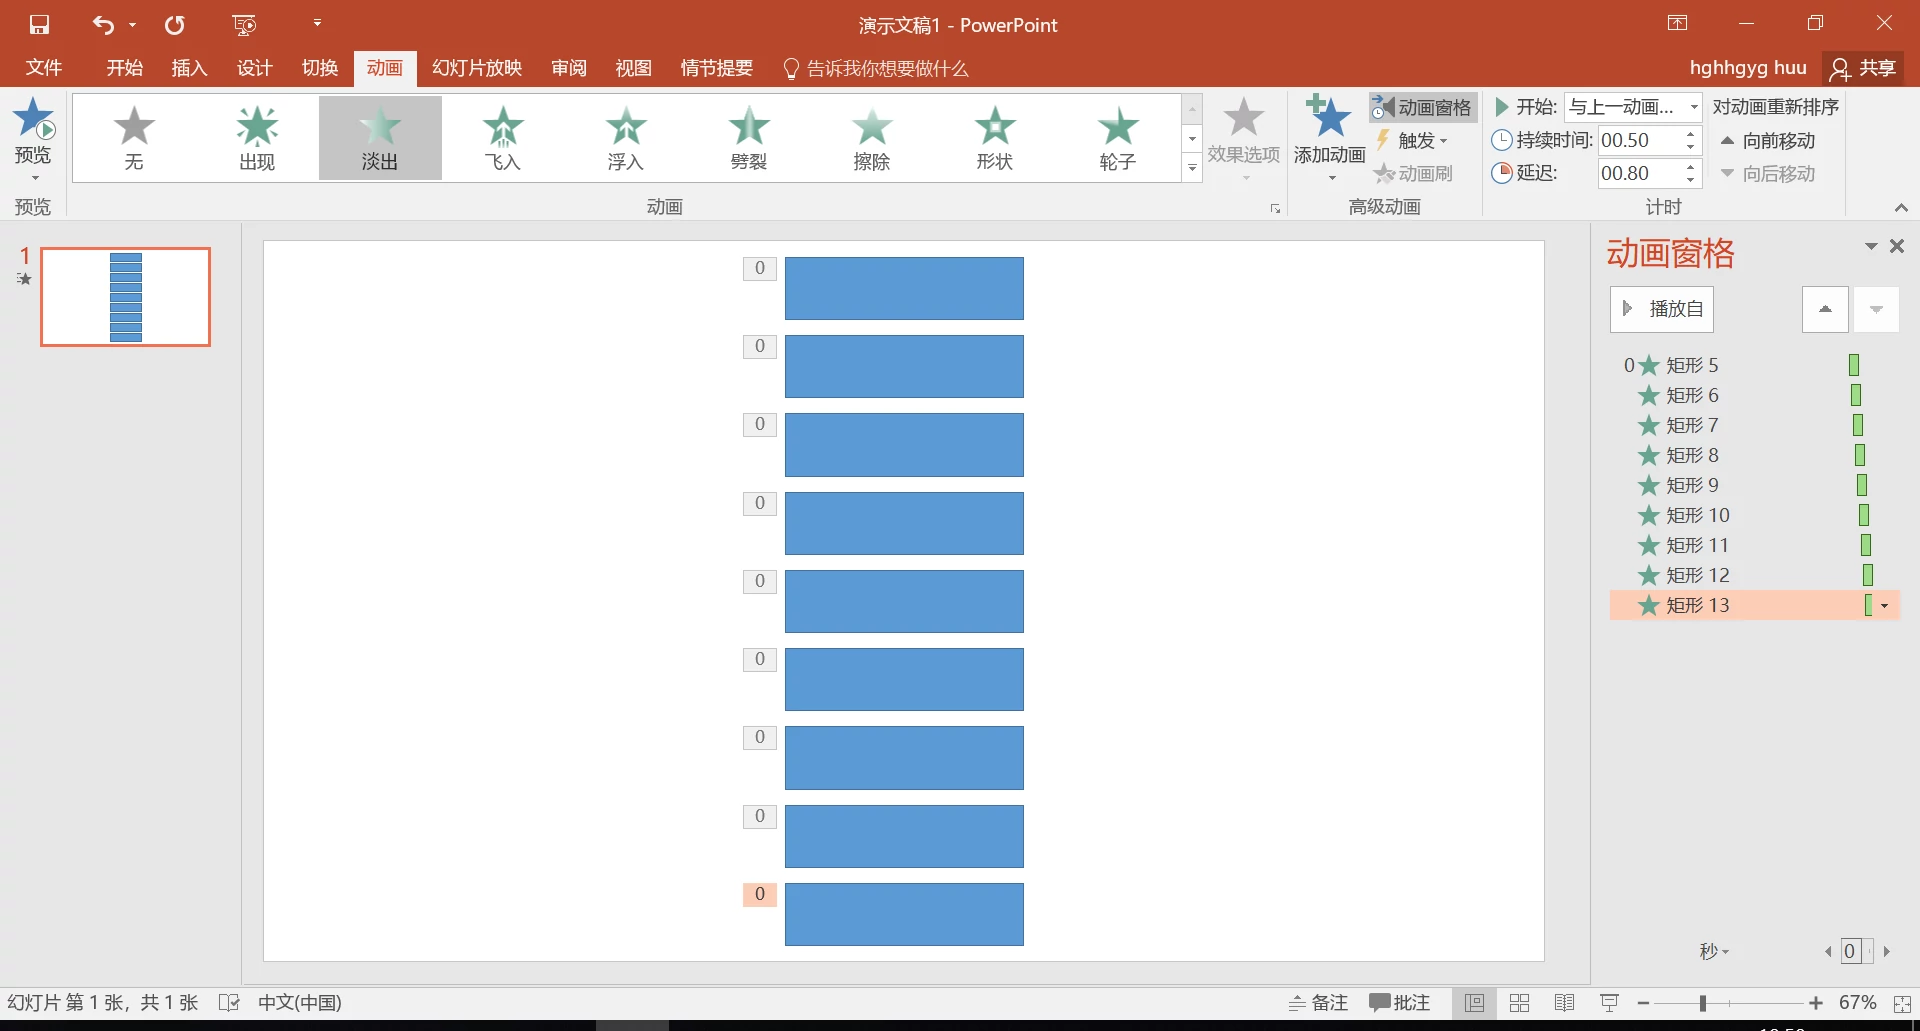 演示文稿1 - PowerPoint
文件 开始 插入 设计 切换 动画 幻灯片放映 审阅 视图 情节提要 告诉我你想要做什么 hghhgyg huu 共享
预览
预览
无 出现 淡出 飞入 浮入 劈裂 擦除 形状 轮子
动画
效果选项
添加动画
动画窗格
触发
动画刷
高级动画
开始: 与上一动画...
持续时间: 00.50
延迟: 00.80
对动画重新排序
向前移动
向后移动
计时
1
0
0
0
0
0
0
0
0
0
动画窗格
播放自
0 矩形 5
矩形 6
矩形 7
矩形 8
矩形 9
矩形 10
矩形 11
矩形 12
矩形 13
秒 0
幻灯片 第 1 张，共 1 张 中文(中国) 备注 批注 67%